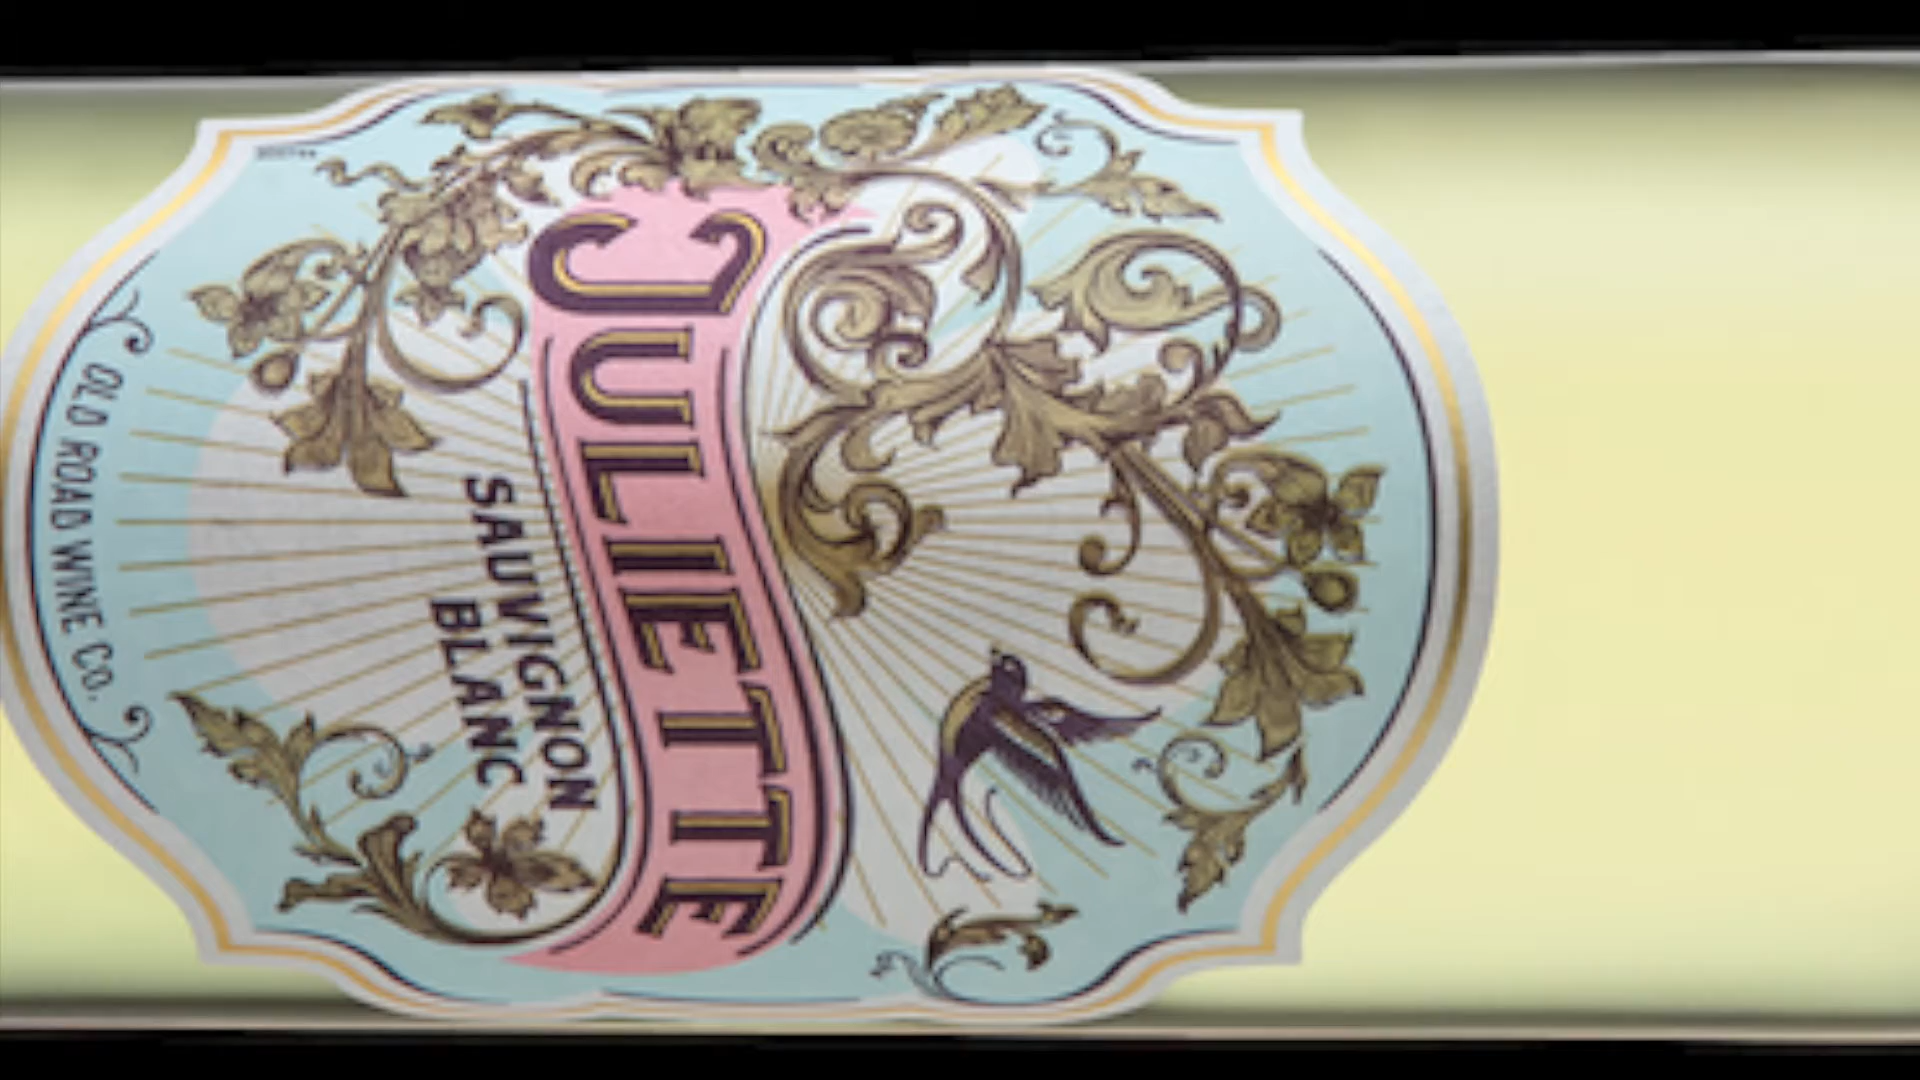 JULIETTE
SAUVIGNON
BLANC
OLD ROAD WINE CO.